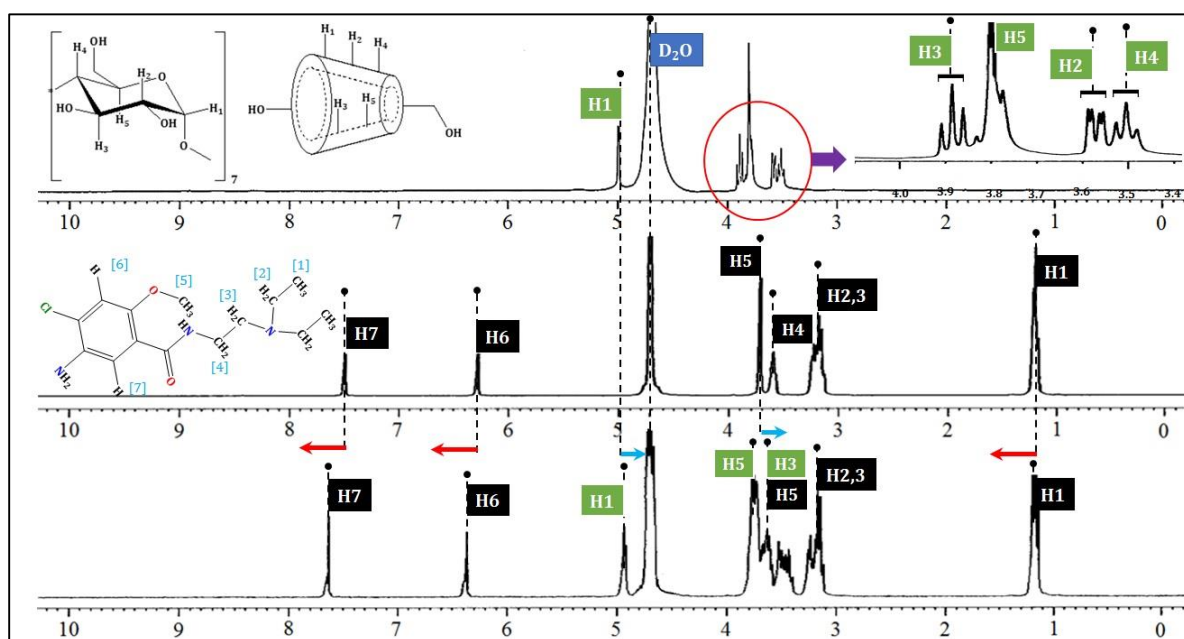 OH
H4
H2
O
HO
H5
OH
H1
H3
O
7
H1
H2
H4
HO
H3
H5
OH
H1
D2O
H3
H5
H2
H4
4.0 3.9 3.8 3.7 3.6 3.5 3.4
10 9 8 7 6 5 4 3 2 1 0
H [6]
[5]
[2]
[1]
CH3
H2C
[3]
Cl
O
CH3
H2C
CH3
HN
N
CH2
CH2
[4]
NH2
O
H
[7]
H7
H6
H5
H4
H2,3
H1
10 9 8 7 6 5 4 3 2 1 0
H7
H6
H1
H5
H3
H5
H2,3
H1
10 9 8 7 6 5 4 3 2 1 0